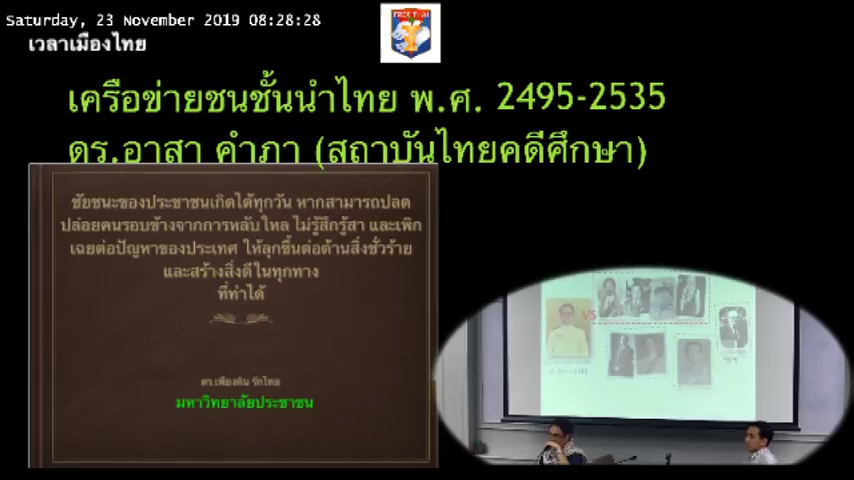 Saturday, 23 November 2019 08:28:28
เวลาเมืองไทย
FREE THAI
เครือข่ายชนชั้นนำไทย พ.ศ. 2495-2535
ดร.อาสา คำภา (สถาบันไทยคดีศึกษา)
ชัยชนะของประชาชนเกิดได้ทุกวัน หากสามารถปลด
ปล่อยคนรอบข้างจากการหลับใหล ไม่รู้สึกรู้สา และเพิก
เฉยต่อปัญหาของประเทศ ให้ลุกขึ้นต่อต้านสิ่งชั่วร้าย
และสร้างสิ่งดีในทุกทาง
ที่ทำได้
ดร.เพียงดิน รักไทย
มหาวิทยาลัยประชาชน
VS